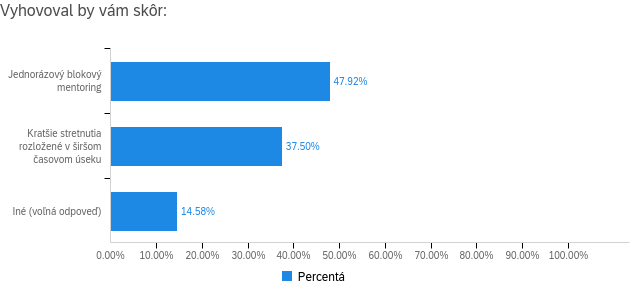 Vyhovoval by vám skôr:
Jednorázový blokový
mentoring
47.92%
Kratšie stretnutia
rozložené v širšom
časovom úseku
37.50%
Iné (voľná odpoveď)
14.58%
0.00% 10.00% 20.00% 30.00% 40.00% 50.00% 60.00% 70.00% 80.00% 90.00% 100.00%
Percentá